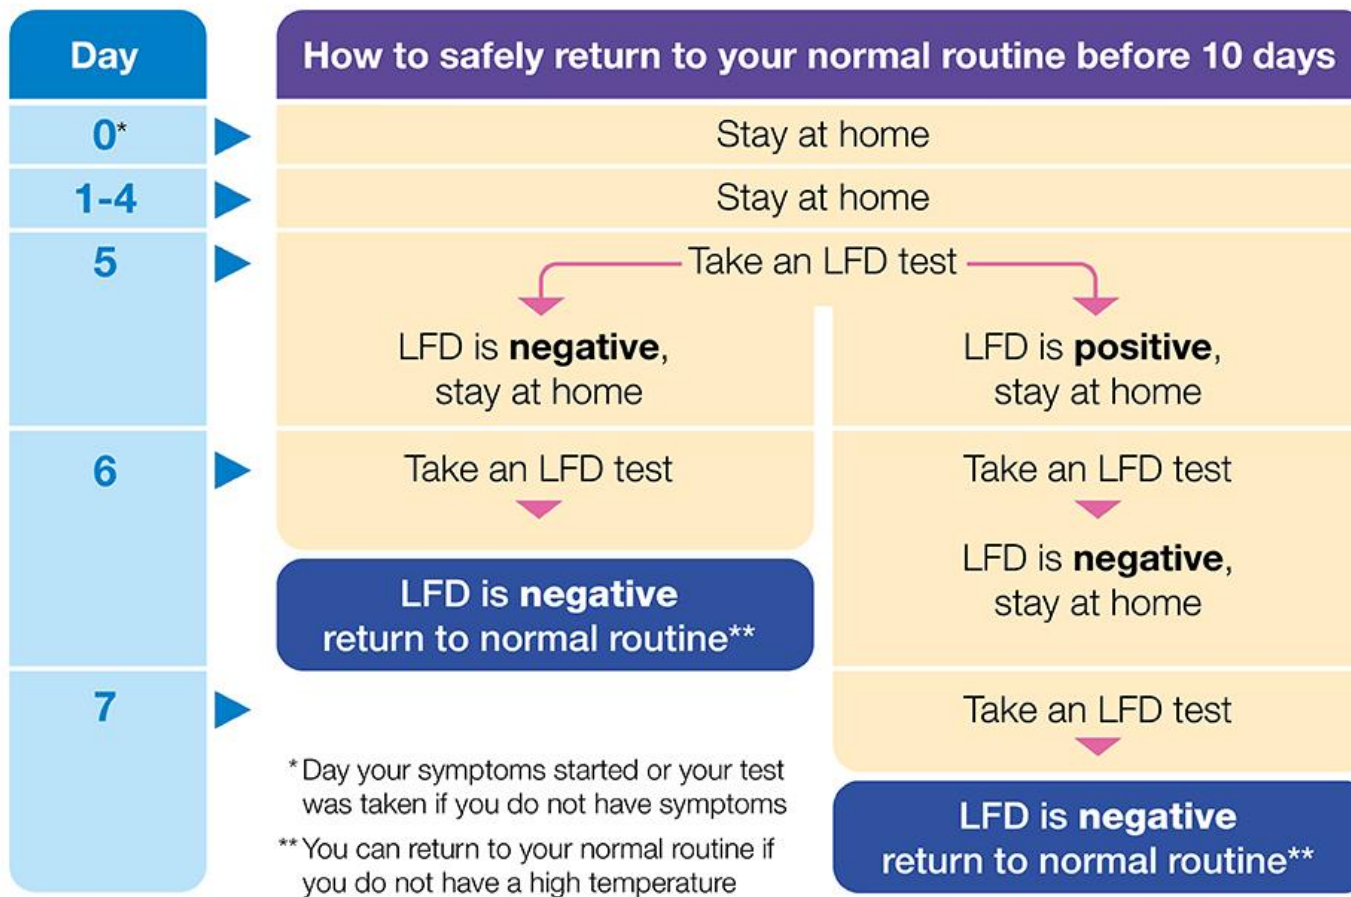 Day
How to safely return to your normal routine before 10 days
0*
Stay at home
1-4
Stay at home
5
Take an LFD test
LFD is negative,
stay at home
LFD is positive,
stay at home
6
Take an LFD test
LFD is negative
return to normal routine**
Take an LFD test
LFD is negative,
stay at home
7
Take an LFD test
LFD is negative
return to normal routine**
* Day your symptoms started or your test
was taken if you do not have symptoms
** You can return to your normal routine if
you do not have a high temperature